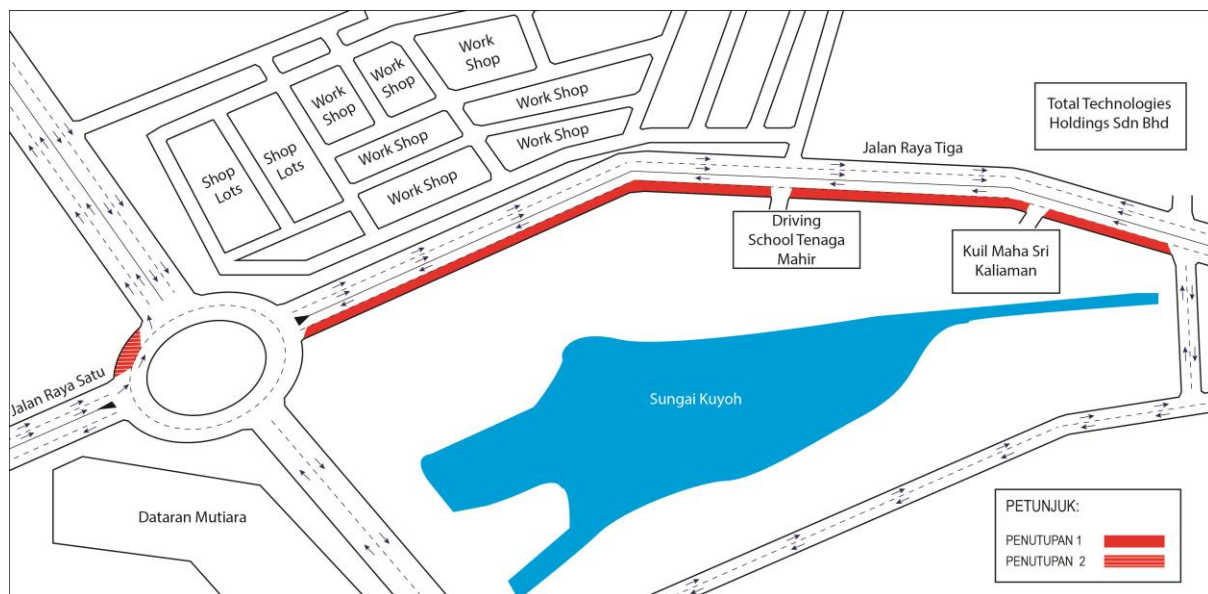 Work
Shop
Work
Shop
Work
Shop
Work Shop
Work Shop
Work Shop
Work Shop
Shop
Lots
Shop
Lots
Total Technologies
Holdings Sdn Bhd
Jalan Raya Tiga
Driving
School Tenaga
Mahir
Kuil Maha Sri
Kaliaman
Jalan Raya Satu
Sungai Kuyoh
Dataran Mutiara
PETUNJUK:
PENUTUPAN 1
PENUTUPAN 2